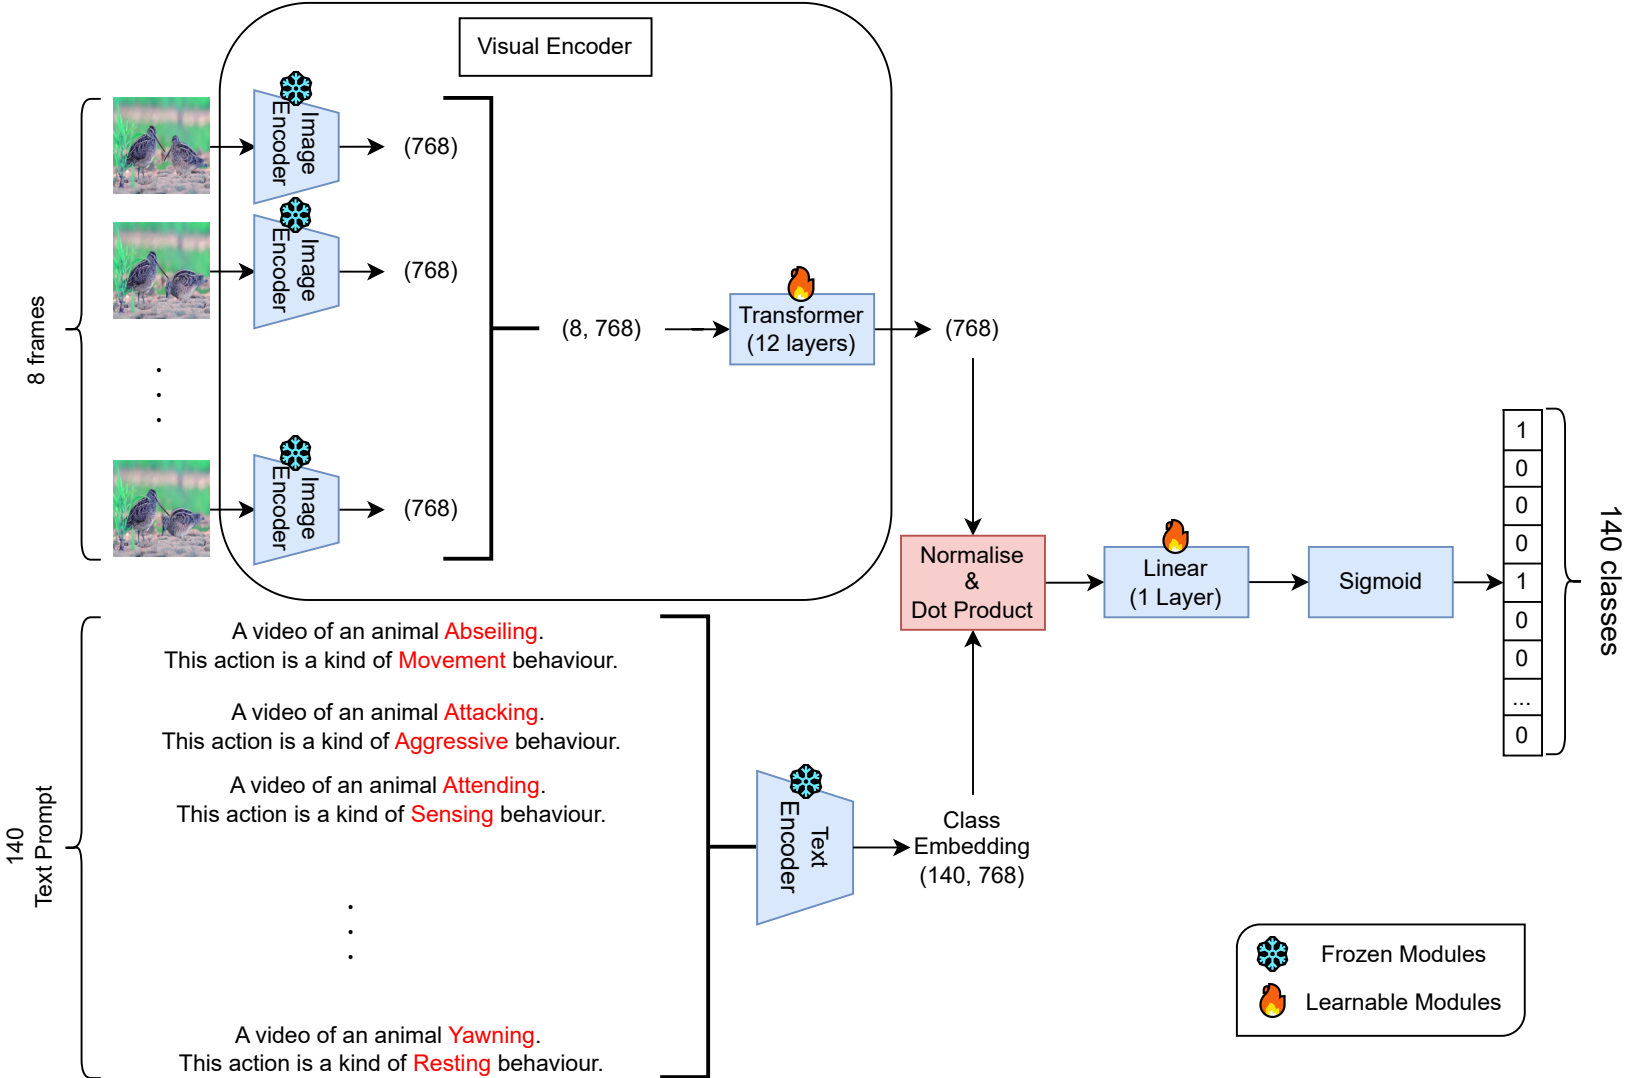 Visual Encoder
8 frames
Image
Encoder
(768)
Image
Encoder
(768)
Image
Encoder
(768)
(8, 768)
Transformer
(12 layers)
(768)
140
Text Prompt
A video of an animal Abseiling.
This action is a kind of Movement behaviour.
A video of an animal Attacking.
This action is a kind of Aggressive behaviour.
A video of an animal Attending.
This action is a kind of Sensing behaviour.
A video of an animal Yawning.
This action is a kind of Resting behaviour.
Text
Encoder
Class
Embedding
(140, 768)
Normalise
&
Dot Product
Linear
(1 Layer)
Sigmoid
1
0
0
0
1
0
0
...
0
140 classes
Frozen Modules
Learnable Modules